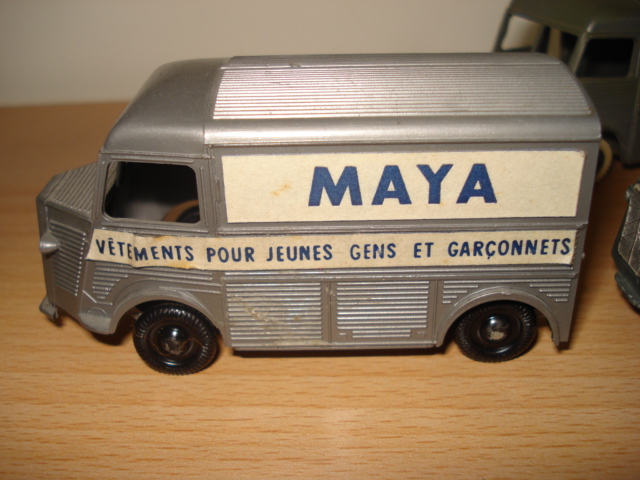 MAYA
VÊTEMENTS POUR JEUNES GENS ET GARÇONNETS